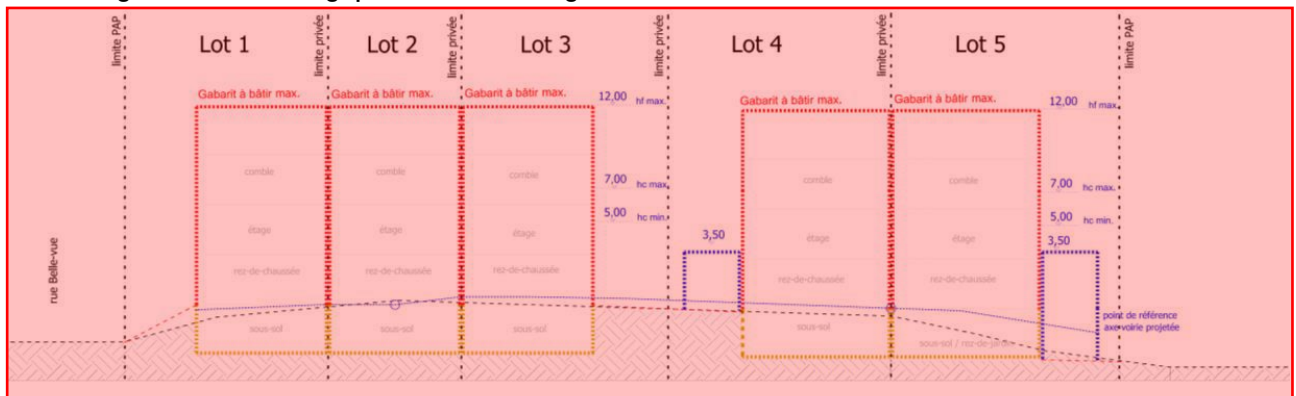 limite PAP
Lot 1
limite privée
Lot 2
limite privée
Lot 3
limite privée
Lot 4
limite privée
Lot 5
limite PAP
Gabarit à bâtir max.
Gabarit à bâtir max.
Gabarit à bâtir max.
12,00 hf max.
Gabarit à bâtir max.
Gabarit à bâtir max.
12,00 hf max.
comble
comble
comble
7,00 hc max.
comble
comble
7,00 hc max.
5,00 hc min.
5,00 hc min.
étage
étage
étage
3,50
étage
étage
3,50
rue Belle-vue
rez-de-chaussée
rez-de-chaussée
rez-de-chaussée
rez-de-chaussée
rez-de-chaussée
point de référence
axe voirie projetée
sous-sol
sous-sol
sous-sol
sous-sol
sous-sol / rez-de-jardin